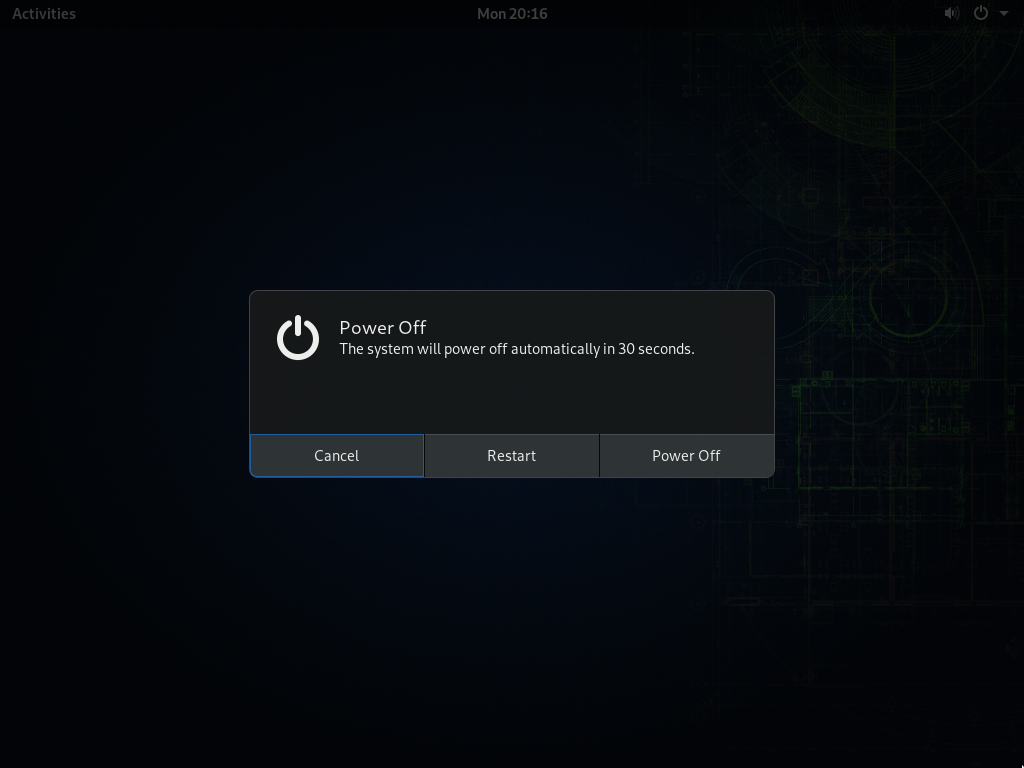 Activities
Mon 20:16
Power Off
The system will power off automatically in 30 seconds.
Cancel
Restart
Power Off